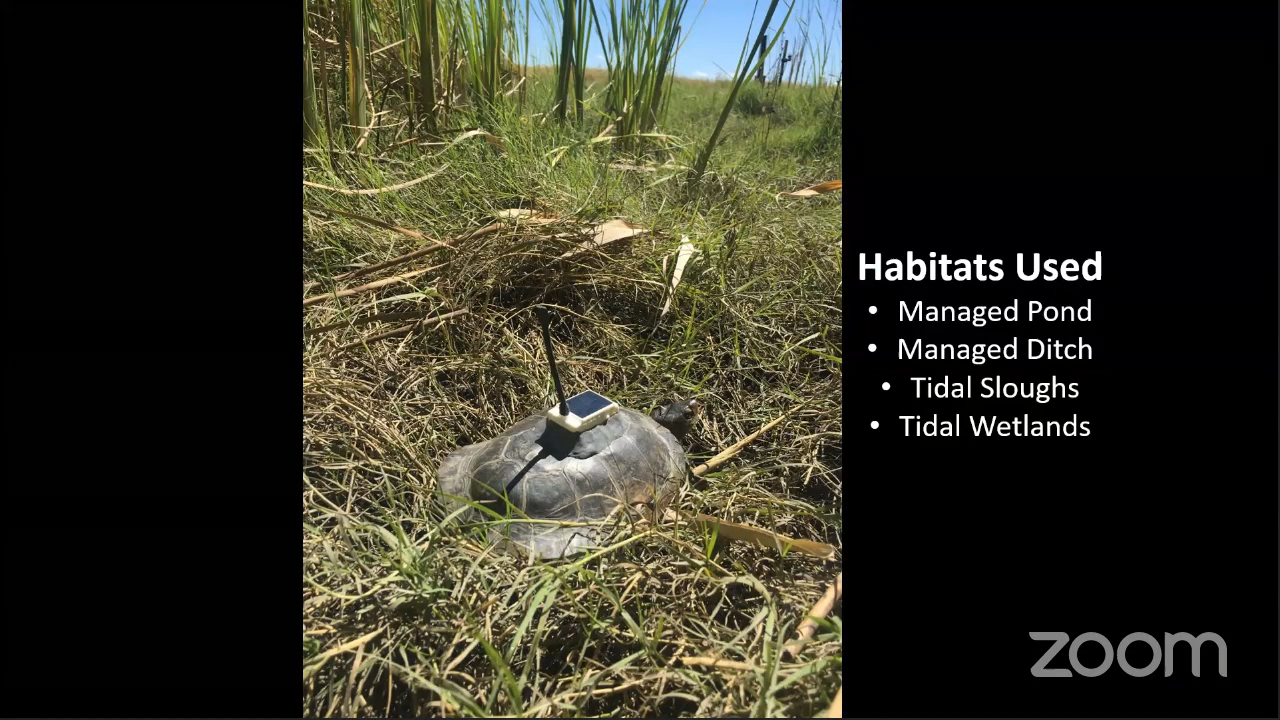 Habitats Used
• Managed Pond
• Managed Ditch
• Tidal Sloughs
• Tidal Wetlands
zoom